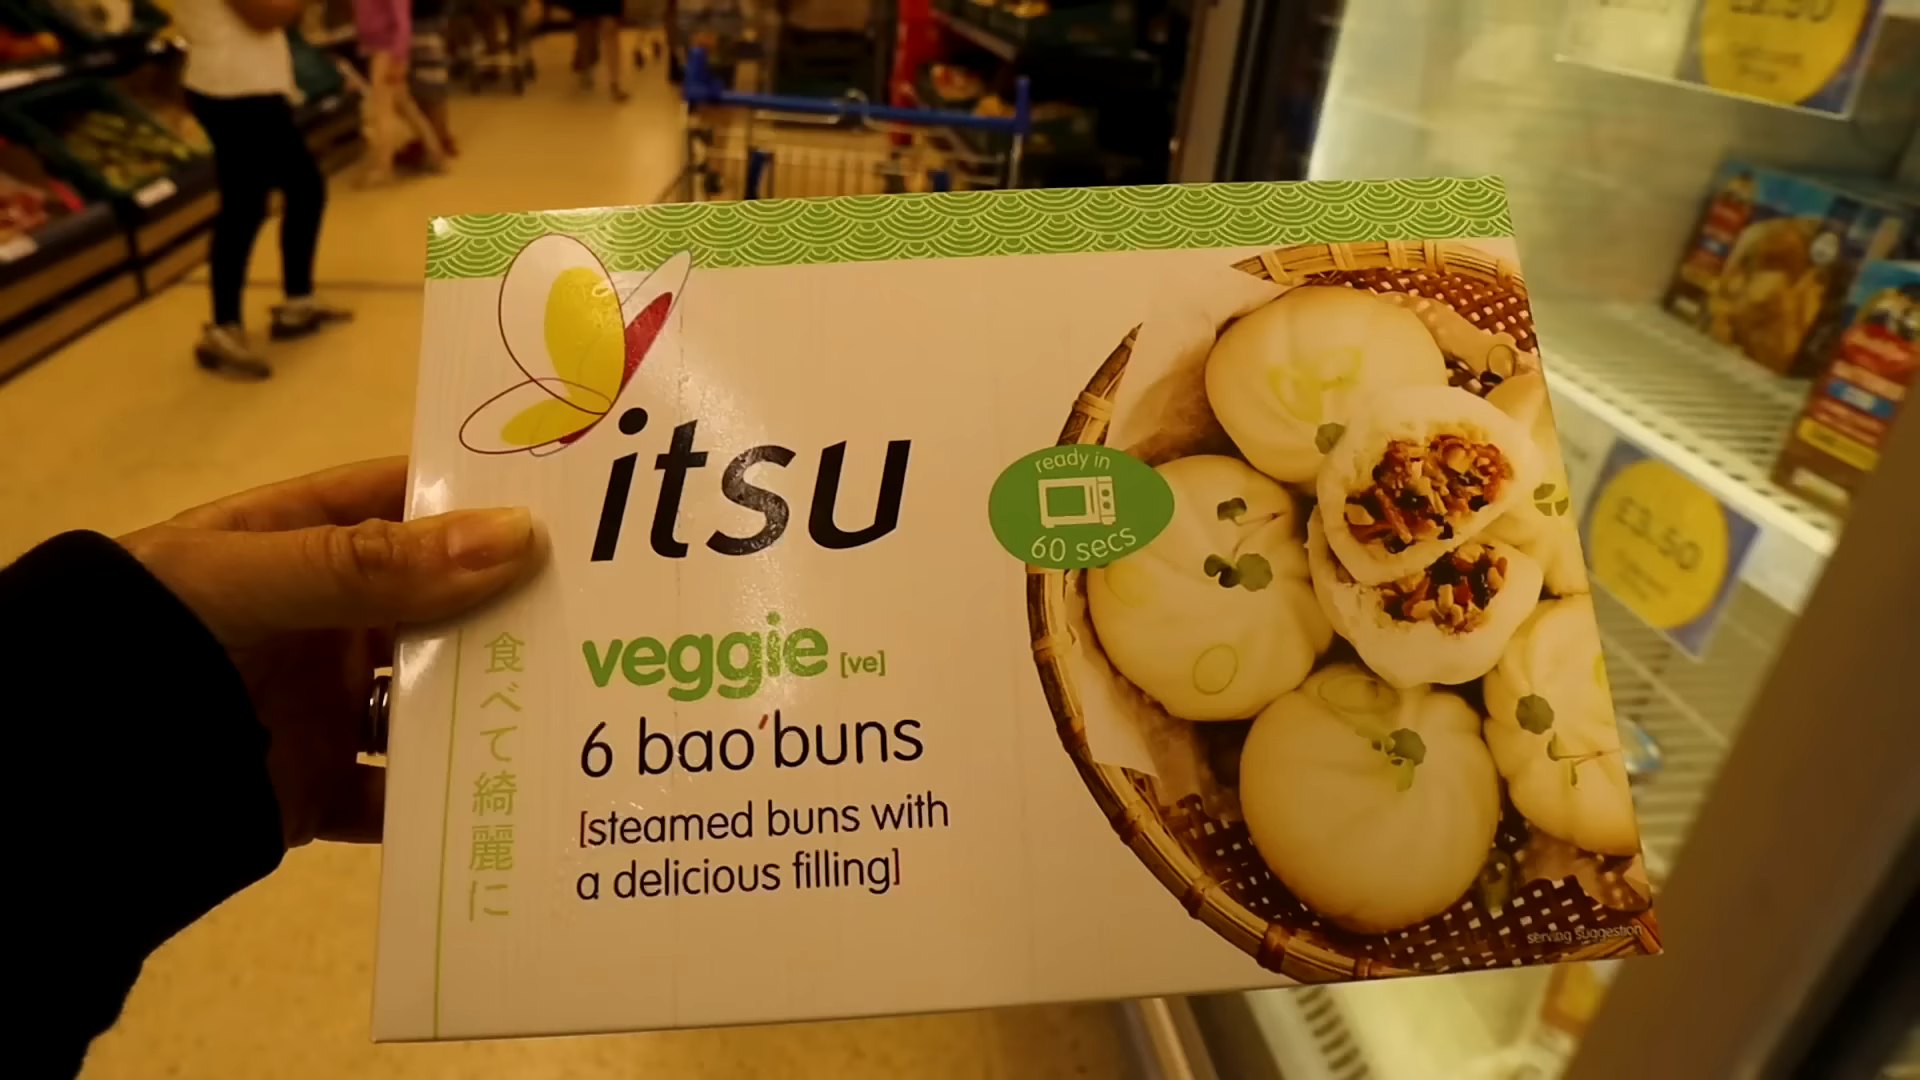 itsu
ready in
60 secs
veggie [ve]
6 bao'buns
[steamed buns with
a delicious filling]
食べて綺麗に
serving suggestion
£3.50